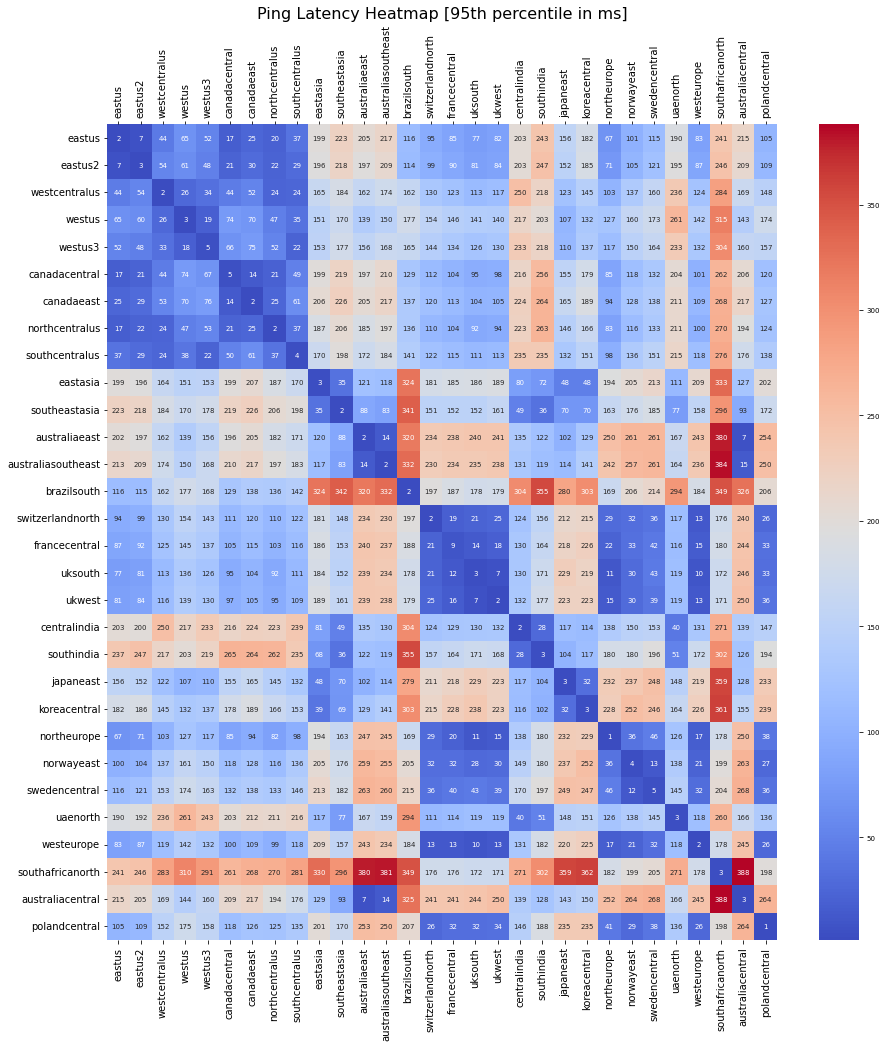 Ping Latency Heatmap [95th percentile in ms]
eastus eastus2 westcentralus westus westus3 canadacentral canadaeast northcentralus southcentralus eastasia southeastasia australiaeast australiasoutheast brazilsouth switzerlandnorth francecentral uksouth ukwest centralindia southindia japaneast koreacentral northeurope norwayeast swedencentral uaenorth westeurope southafricanorth australiacentral polandcentral
eastus 2 7 44 65 52 17 25 20 37 199 223 205 217 116 95 85 77 82 203 243 156 182 67 101 115 190 83 241 215 105
eastus2 7 3 54 61 48 21 30 22 29 196 218 197 209 114 99 90 81 84 203 247 152 185 71 105 121 195 87 246 209 109
westcentralus 44 54 2 26 34 44 52 24 24 165 184 162 174 162 130 123 113 117 250 218 123 145 103 137 160 236 124 284 169 148
westus 65 60 26 3 19 74 70 47 35 151 170 139 150 177 154 146 141 140 217 203 107 132 127 160 173 261 142 315 143 174
westus3 52 48 33 18 5 66 75 52 22 153 177 156 168 165 144 134 126 130 233 218 110 137 117 150 164 233 132 304 160 157
canadacentral 17 21 44 74 67 5 14 21 49 199 219 197 210 129 112 104 95 98 216 256 155 179 85 118 132 204 101 262 206 120
canadaeast 25 29 53 70 76 14 2 25 61 206 226 205 217 137 120 113 104 105 224 264 165 189 94 128 138 211 109 268 217 127
northcentralus 17 22 24 47 53 21 25 2 37 187 206 185 197 136 110 104 92 94 223 263 146 166 83 116 133 211 100 270 194 124
southcentralus 37 29 24 38 22 50 61 37 4 170 198 172 184 141 122 115 111 113 235 235 132 151 98 136 151 215 118 276 176 138
eastasia 199 196 164 151 153 199 207 187 170 3 35 121 118 324 181 185 186 189 80 72 48 48 194 205 213 111 209 333 127 202
southeastasia 223 218 184 170 178 219 226 206 198 35 2 88 83 341 151 152 152 161 49 36 70 70 163 176 185 77 158 296 93 172
australiaeast 202 197 162 139 156 196 205 182 171 120 88 2 14 320 234 238 240 241 135 122 102 129 250 261 261 167 243 380 7 254
australiasoutheast 213 209 174 150 168 210 217 197 183 117 83 14 2 332 230 234 235 238 131 119 114 141 242 257 261 164 236 384 15 250
brazilsouth 116 115 162 177 168 129 138 136 142 324 342 320 332 2 197 187 178 179 304 355 280 303 169 206 214 294 184 349 326 206
switzerlandnorth 94 99 130 154 143 111 120 110 122 181 148 234 230 197 2 19 21 25 124 156 212 215 29 32 36 117 13 176 240 26
francecentral 87 92 125 145 137 105 115 103 116 186 153 240 237 188 21 9 14 18 130 164 218 226 22 33 42 116 15 180 244 33
uksouth 77 81 113 136 126 95 104 92 111 184 152 239 234 178 21 12 3 7 130 171 229 219 11 30 43 119 10 172 246 33
ukwest 81 84 116 139 130 97 105 95 109 189 161 239 238 179 25 16 7 2 132 177 223 223 15 30 39 119 13 171 250 36
centralindia 203 200 250 217 233 216 224 223 239 81 49 135 130 304 124 129 130 132 2 28 117 114 138 150 153 40 131 271 139 147
southindia 237 247 217 203 219 265 264 262 235 68 36 122 119 355 157 164 171 168 28 3 104 117 180 180 196 51 172 302 126 194
japaneast 156 152 122 107 110 155 165 145 132 48 70 102 114 279 211 218 229 223 117 104 3 32 232 237 248 148 219 359 128 233
koreacentral 182 186 145 132 137 178 189 166 153 39 69 129 141 303 215 228 238 223 116 102 32 3 228 252 246 164 226 361 155 239
northeurope 67 71 103 127 117 85 94 82 98 194 163 247 245 169 29 20 11 15 138 180 232 229 1 36 46 126 17 178 250 38
norwayeast 100 104 137 161 150 118 128 116 136 205 176 259 255 205 32 32 28 30 149 180 237 252 36 4 13 138 21 199 263 27
swedencentral 116 121 153 174 163 132 138 133 146 213 182 263 260 215 36 40 43 39 170 197 249 247 46 12 5 145 32 204 268 36
uaenorth 190 192 236 261 243 203 212 211 216 117 77 167 159 294 111 114 119 119 40 51 148 151 126 138 145 3 118 260 166 136
westeurope 83 87 119 142 132 100 109 99 118 209 157 243 234 184 13 13 10 13 131 182 220 225 17 21 32 118 2 178 245 26
southafricanorth 241 246 283 310 291 261 268 270 281 330 296 380 381 349 176 176 172 171 271 302 359 362 182 199 205 271 178 3 388 198
australiacentral 215 205 169 144 160 209 217 194 176 129 93 7 14 325 241 241 244 250 139 128 143 150 252 264 268 166 245 388 3 264
polandcentral 105 109 152 175 158 118 126 125 135 201 170 253 250 207 26 32 32 34 146 188 235 235 41 29 38 136 26 198 264 1
eastus eastus2 westcentralus westus westus3 canadacentral canadaeast northcentralus southcentralus eastasia southeastasia australiaeast australiasoutheast brazilsouth switzerlandnorth francecentral uksouth ukwest centralindia southindia japaneast koreacentral northeurope norwayeast swedencentral uaenorth westeurope southafricanorth australiacentral polandcentral
350
300
250
200
150
100
50